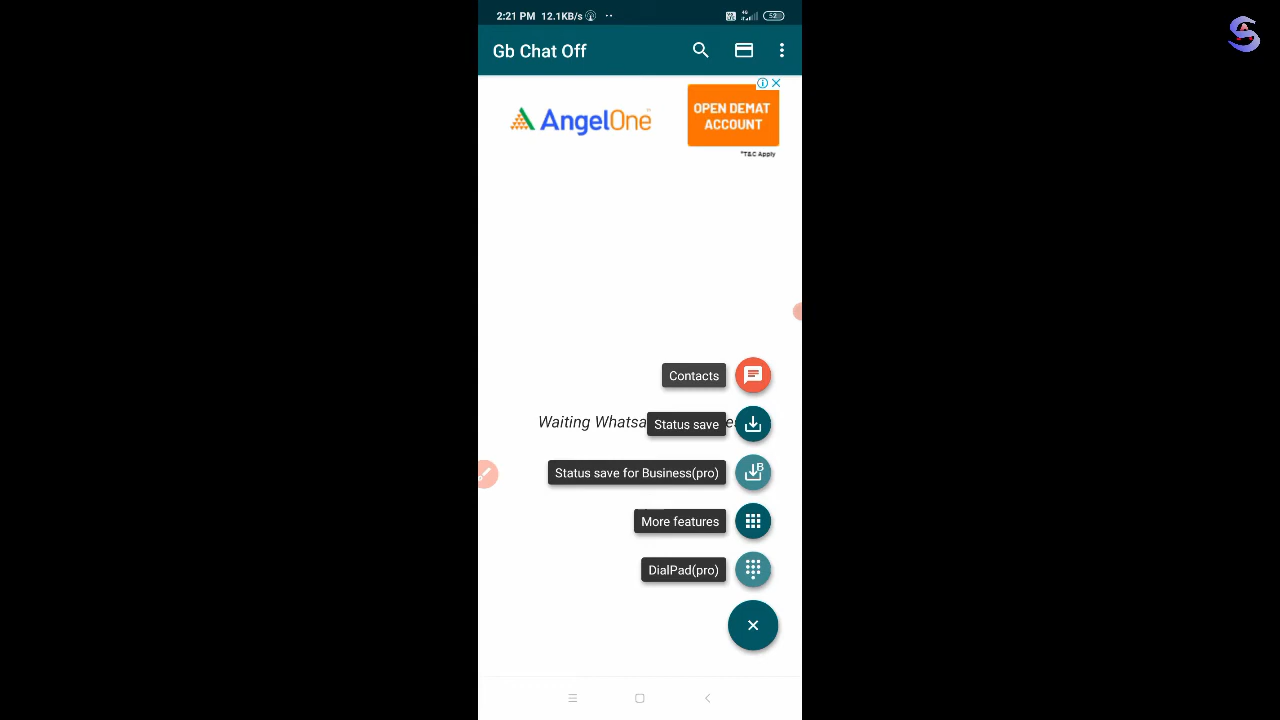 2:21 PM 12.1KB/s
Gb Chat Off
AngelOne
OPEN DEMAT
ACCOUNT
*T&C Apply
Contacts
Waiting Whatsa
Status save
Status save for Business(pro)
More features
DialPad(pro)